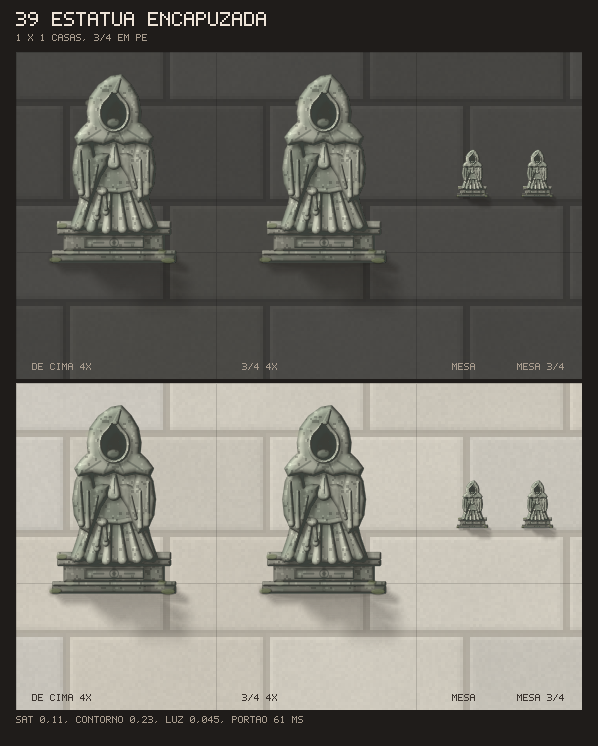 39 ESTATUA ENCAPUZADA
1 X 1 CASAS, 3/4 EM PE
DE CIMA 4X 3/4 4X MESA MESA 3/4
DE CIMA 4X 3/4 4X MESA MESA 3/4
SAT 0,11, CONTORNO 0,23, LUZ 0,045, PORTAO 61 MS